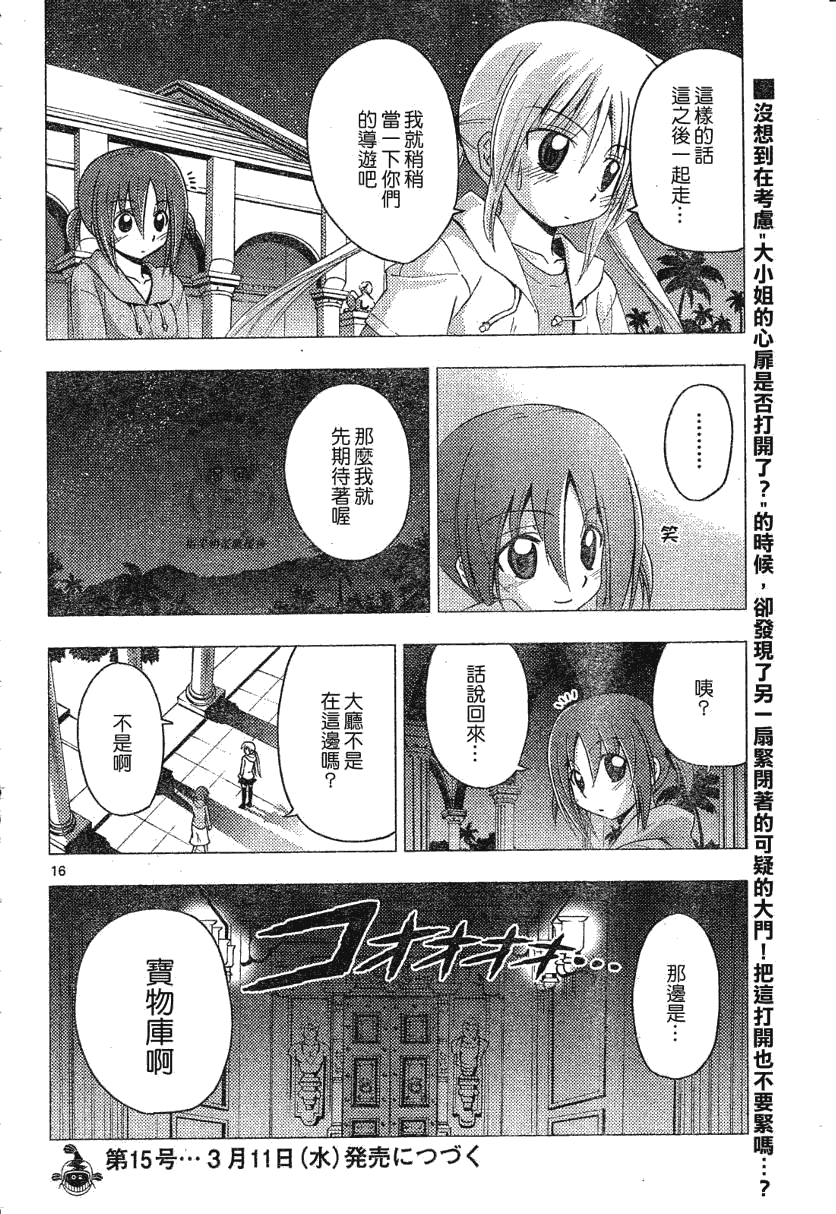 ■沒想到在考慮"大小姐的心扉是否打開了？"的時候，卻發現了另一扇緊閉著的可疑的大門！把這打開也不要緊嗎…？
這樣的話
這之後一起走…
我就稍稍
當一下你們
的導遊吧
………
笑
那麼我就
先期待著喔
咦？
話說回來…
大廳不是
在這邊嗎？
不是啊
16
那邊是…
コオオオオ…
寶物庫啊
第15号…3月11日(水)発売につづく